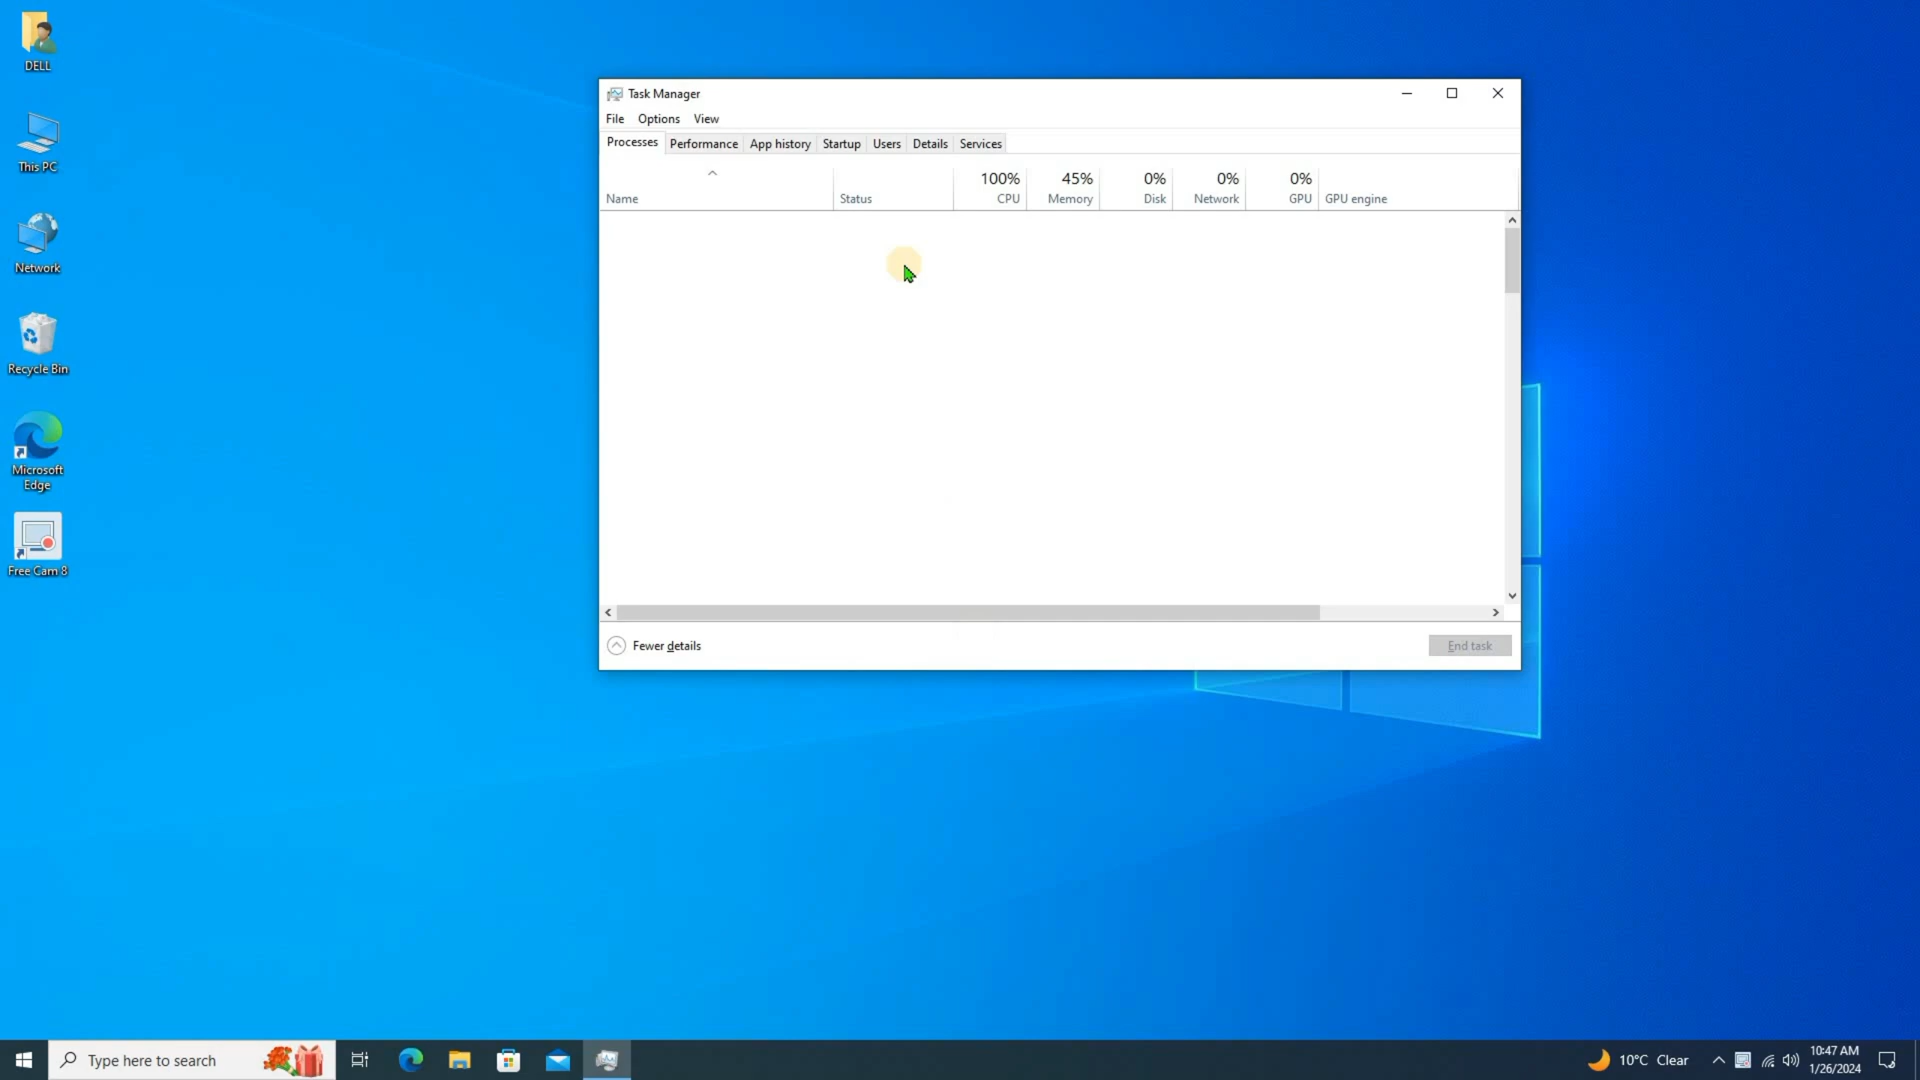 DELL
This PC
Network
Recycle Bin
Microsoft
Edge
Free Cam 8
Task Manager
File Options View
Processes Performance App history Startup Users Details Services
100% 45% 0% 0% 0%
Name Status CPU Memory Disk Network GPU GPU engine
Fewer details
End task
Type here to search
10°C Clear
10:47 AM
1/26/2024